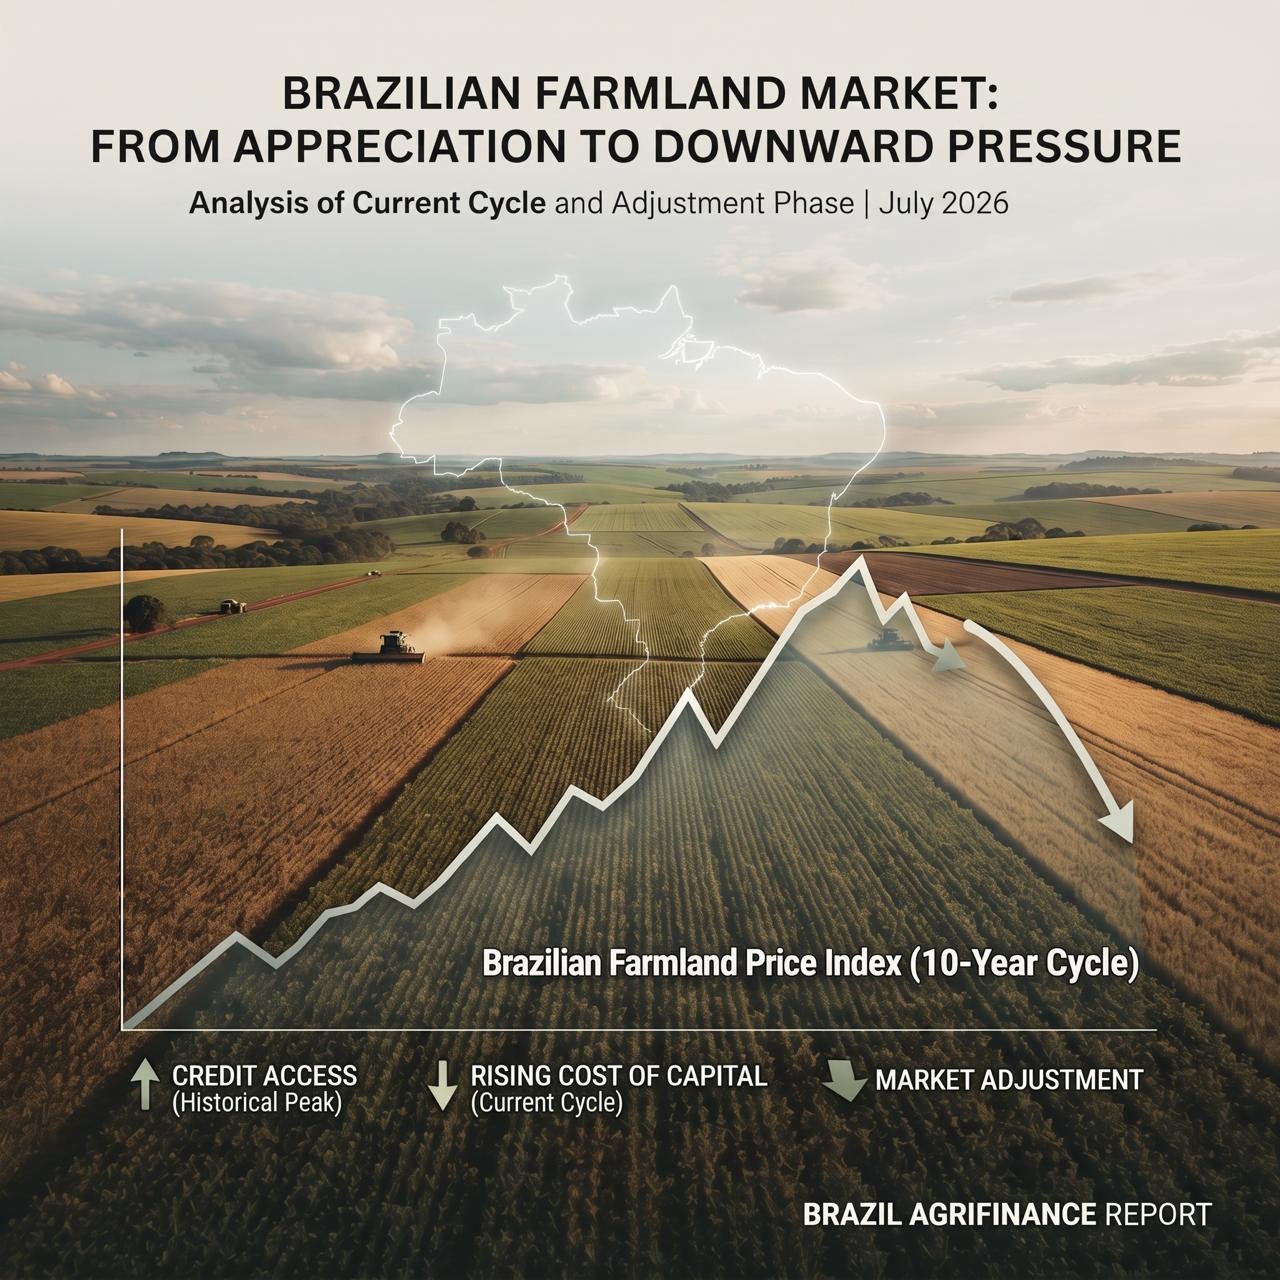 BRAZILIAN FARMLAND MARKET:
FROM APPRECIATION TO DOWNWARD PRESSURE
Analysis of Current Cycle and Adjustment Phase | July 2026
Brazilian Farmland Price Index (10-Year Cycle)
CREDIT ACCESS
(Historical Peak)
RISING COST OF CAPITAL
(Current Cycle)
MARKET ADJUSTMENT
BRAZIL AGRIFINANCE REPORT